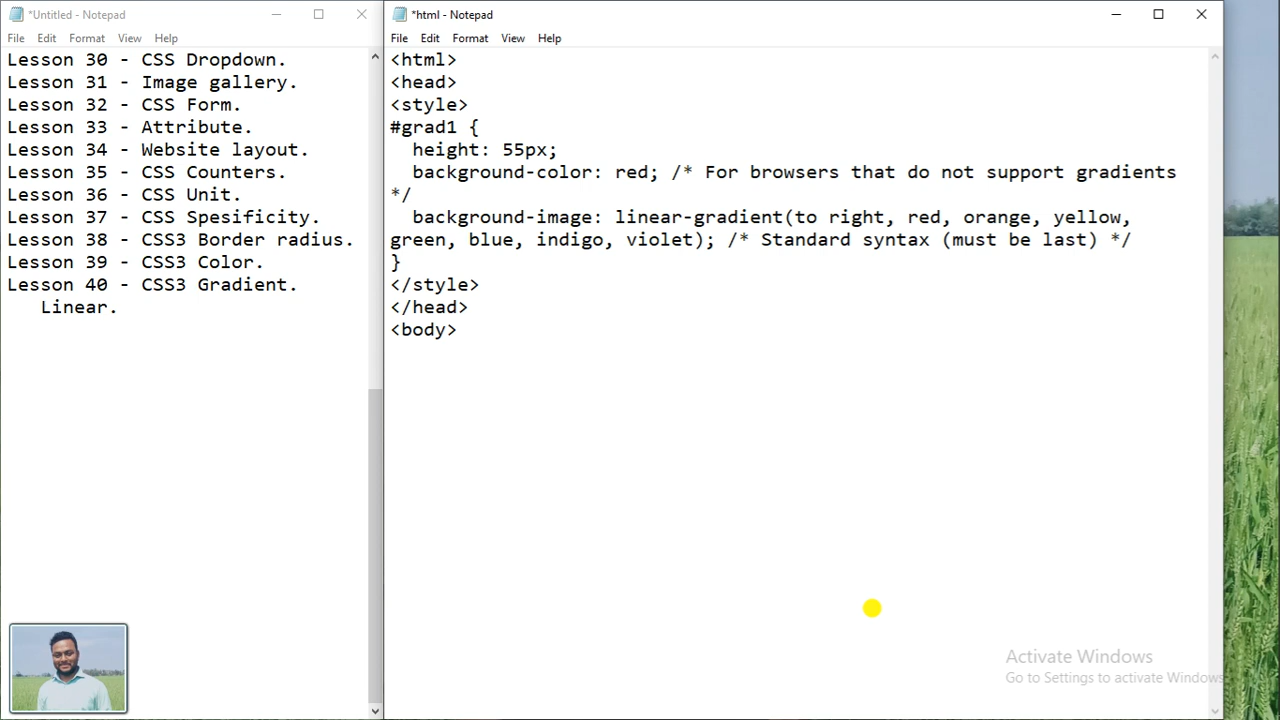 *Untitled - Notepad
File Edit Format View Help
Lesson 30 - CSS Dropdown.
Lesson 31 - Image gallery.
Lesson 32 - CSS Form.
Lesson 33 - Attribute.
Lesson 34 - Website layout.
Lesson 35 - CSS Counters.
Lesson 36 - CSS Unit.
Lesson 37 - CSS Spesificity.
Lesson 38 - CSS3 Border radius.
Lesson 39 - CSS3 Color.
Lesson 40 - CSS3 Gradient.
Linear.
*html - Notepad
File Edit Format View Help
<html>
<head>
<style>
#grad1 {
height: 55px;
background-color: red; /* For browsers that do not support gradients
*/
background-image: linear-gradient(to right, red, orange, yellow,
green, blue, indigo, violet); /* Standard syntax (must be last) */
}
</style>
</head>
<body>
Activate Windows
Go to Settings to activate Windows.